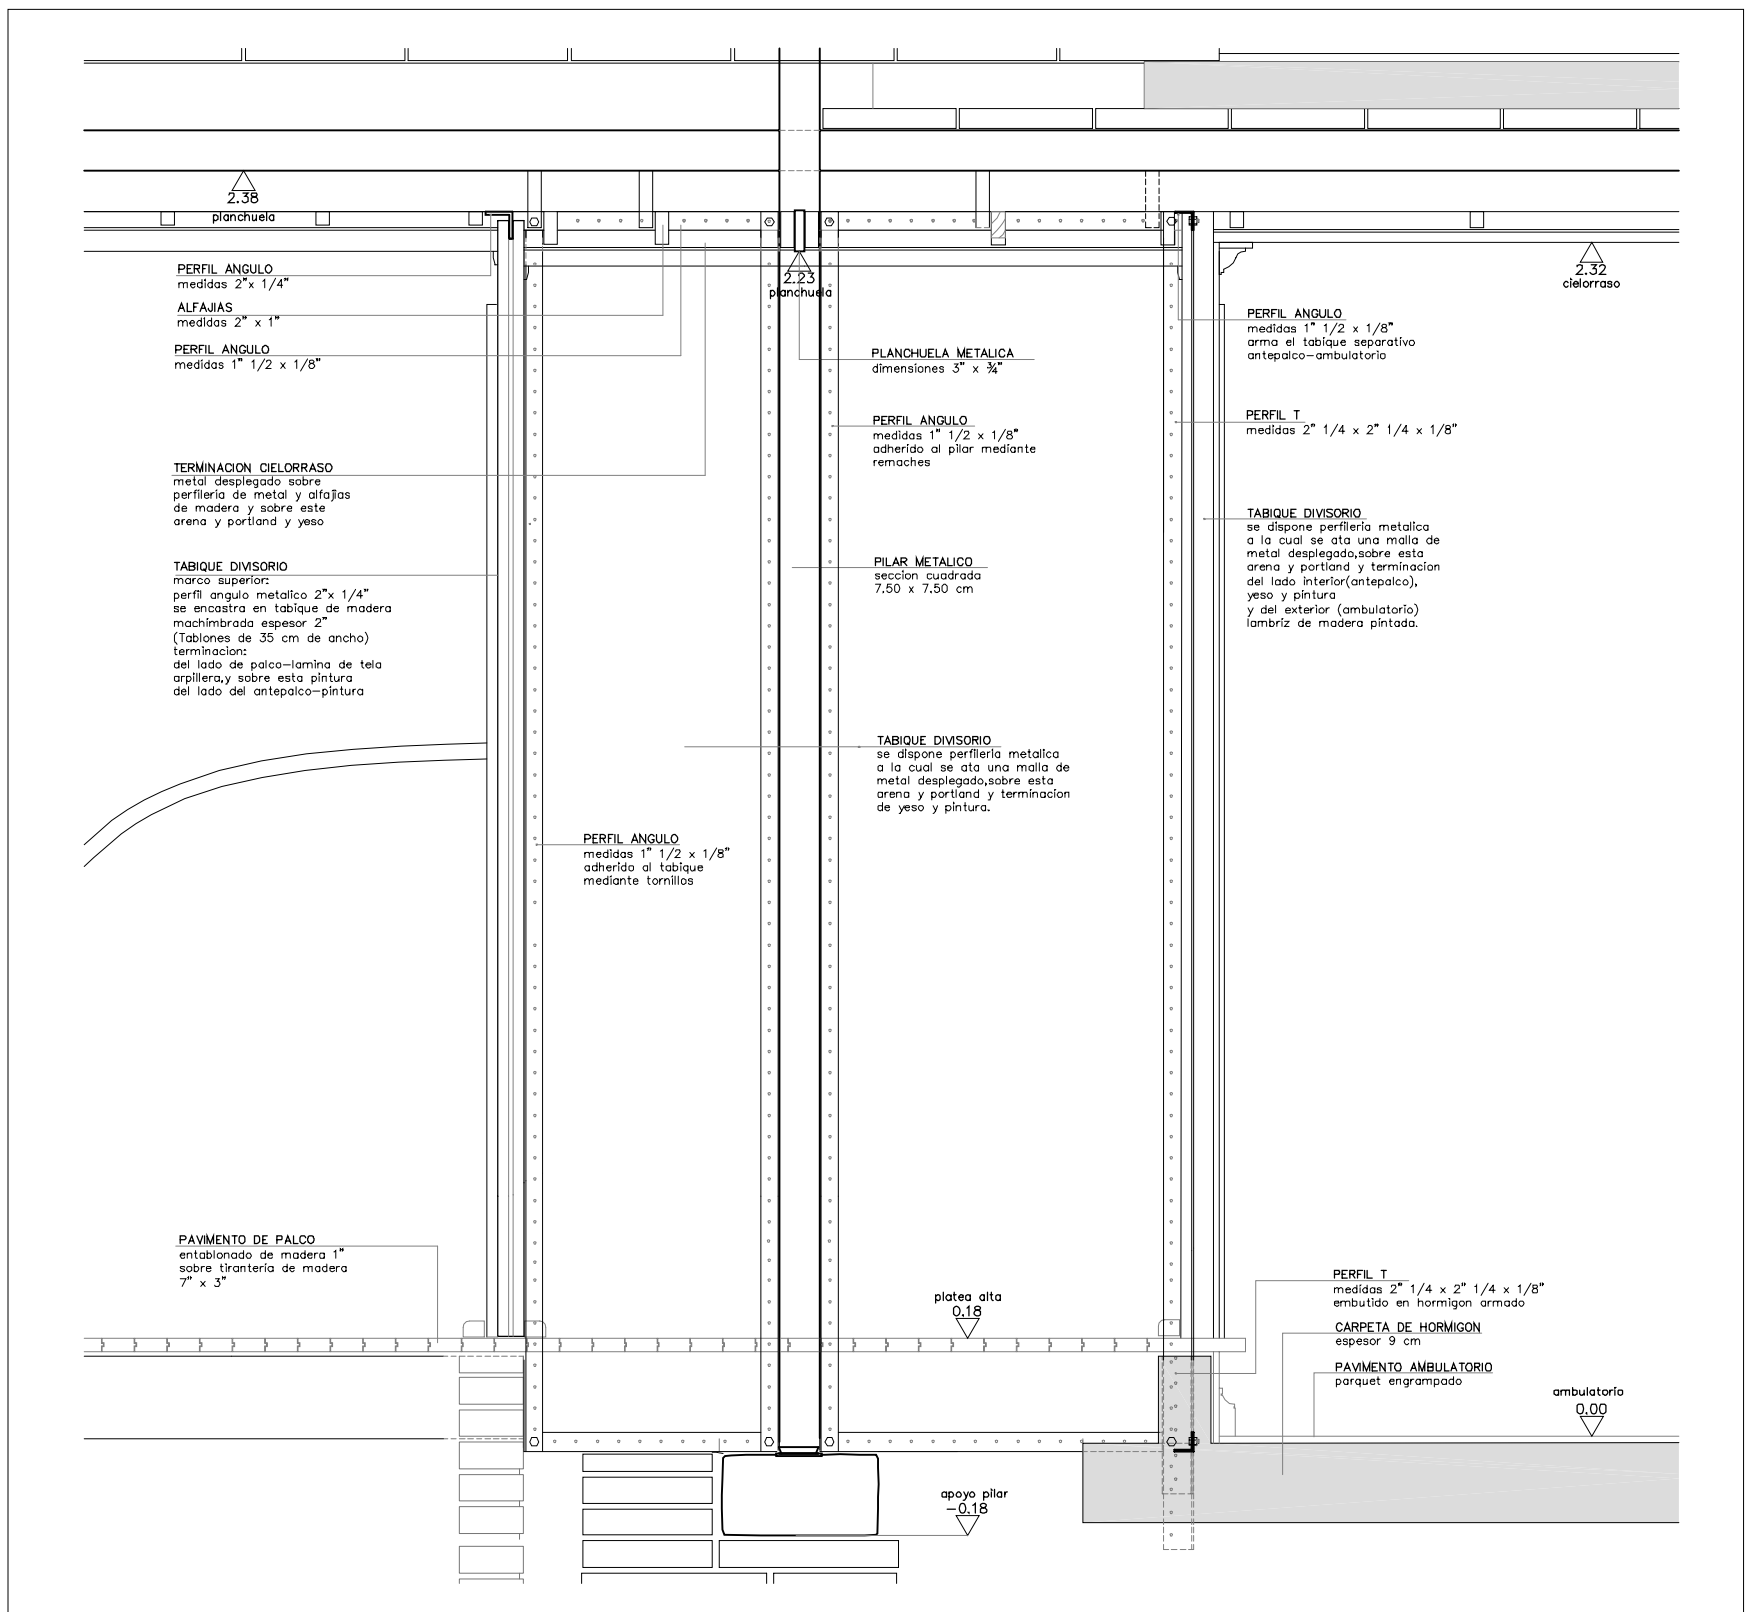 2.38
planchuela
PERFIL ANGULO
medidas 2"x 1/4"
ALFAJIAS
medidas 2" x 1"
PERFIL ANGULO
medidas 1" 1/2 x 1/8"
TERMINACION CIELORRASO
metal desplegado sobre
perfileria de metal y alfajias
de madera y sobre este
arena y portland y yeso
TABIQUE DIVISORIO
marco superior:
perfil angulo metalico 2"x 1/4"
se encastra en tabique de madera
machimbrada espesor 2"
(Tablones de 35 cm de ancho)
terminacion:
del lado de palco-lamina de tela
arpillera,y sobre esta pintura
del lado del antepalco-pintura
PAVIMENTO DE PALCO
entablonado de madera 1"
sobre tiranteria de madera
7" x 3"
PERFIL ANGULO
medidas 1" 1/2 x 1/8"
adherido al tabique
mediante tornillos
2.23
planchuela
PLANCHUELA METALICA
dimensiones 3" x ¾"
PERFIL ANGULO
medidas 1" 1/2 x 1/8"
adherido al pilar mediante
remaches
PILAR METALICO
seccion cuadrada
7.50 x 7.50 cm
TABIQUE DIVISORIO
se dispone perfileria metalica
a la cual se ata una malla de
metal desplegado,sobre esta
arena y portland y terminacion
de yeso y pintura.
platea alta
0.18
apoyo pilar
-0.18
2.32
cielorraso
PERFIL ANGULO
medidas 1" 1/2 x 1/8"
arma el tabique separativo
antepalco-ambulatorio
PERFIL T
medidas 2" 1/4 x 2" 1/4 x 1/8"
TABIQUE DIVISORIO
se dispone perfileria metalica
a la cual se ata una malla de
metal desplegado,sobre esta
arena y portland y terminacion
del lado interior(antepalco),
yeso y pintura
y del exterior (ambulatorio)
lambriz de madera pintada.
PERFIL T
medidas 2" 1/4 x 2" 1/4 x 1/8"
embutido en hormigon armado
CARPETA DE HORMIGON
espesor 9 cm
PAVIMENTO AMBULATORIO
parquet engrampado
ambulatorio
0.00